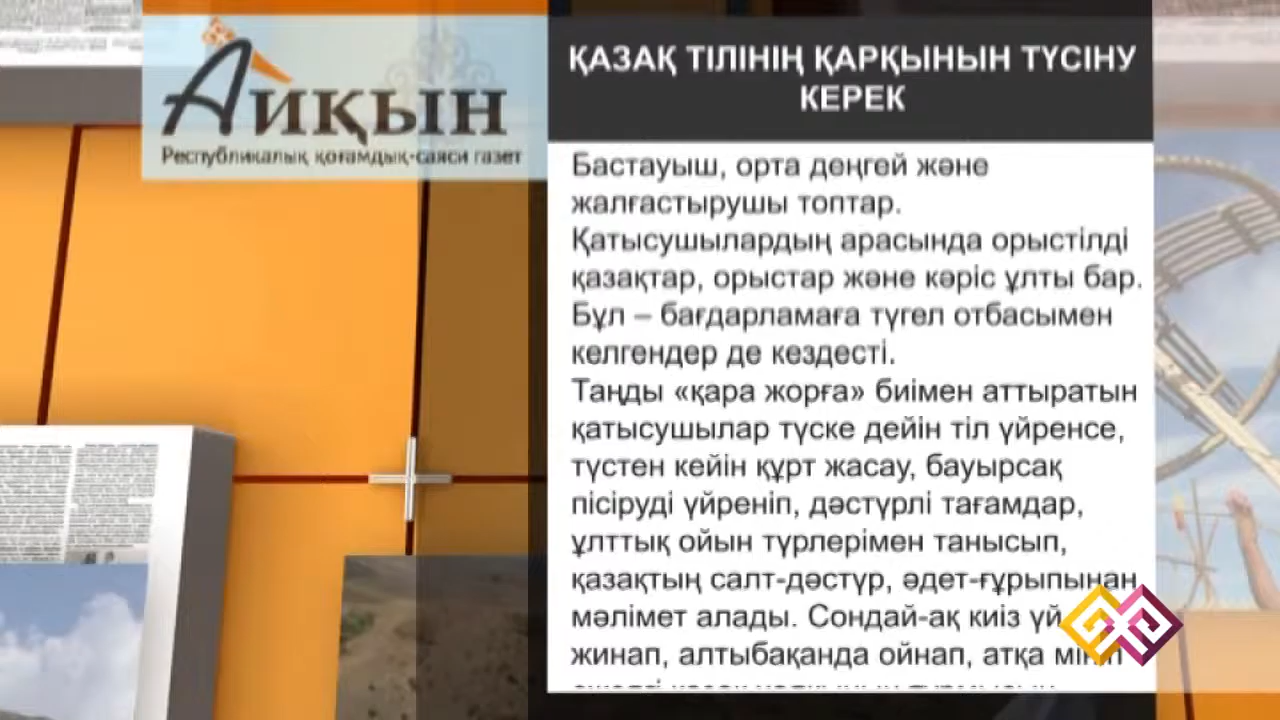 Айқын
Республикалық қоғамдық-саяси газет
ҚАЗАҚ ТІЛІНІҢ ҚАРҚЫНЫН ТҮСІНУ
КЕРЕК
Бастауыш, орта деңгей және
жалғастырушы топтар.
Қатысушылардың арасында орыстілді
қазақтар, орыстар және кәріс ұлты бар.
Бұл – бағдарламаға түгел отбасымен
келгендер де кездесті.
Таңды «қара жорға» биімен аттыратын
қатысушылар түске дейін тіл үйренсе,
түстен кейін құрт жасау, бауырсақ
пісіруді үйреніп, дәстүрлі тағамдар,
ұлттық ойын түрлерімен танысып,
қазақтың салт-дәстүр, әдет-ғұрыпынан
мәлімет алады. Сондай-ақ киіз үй
жинап, алтыбақанда ойнап, атқа мініп